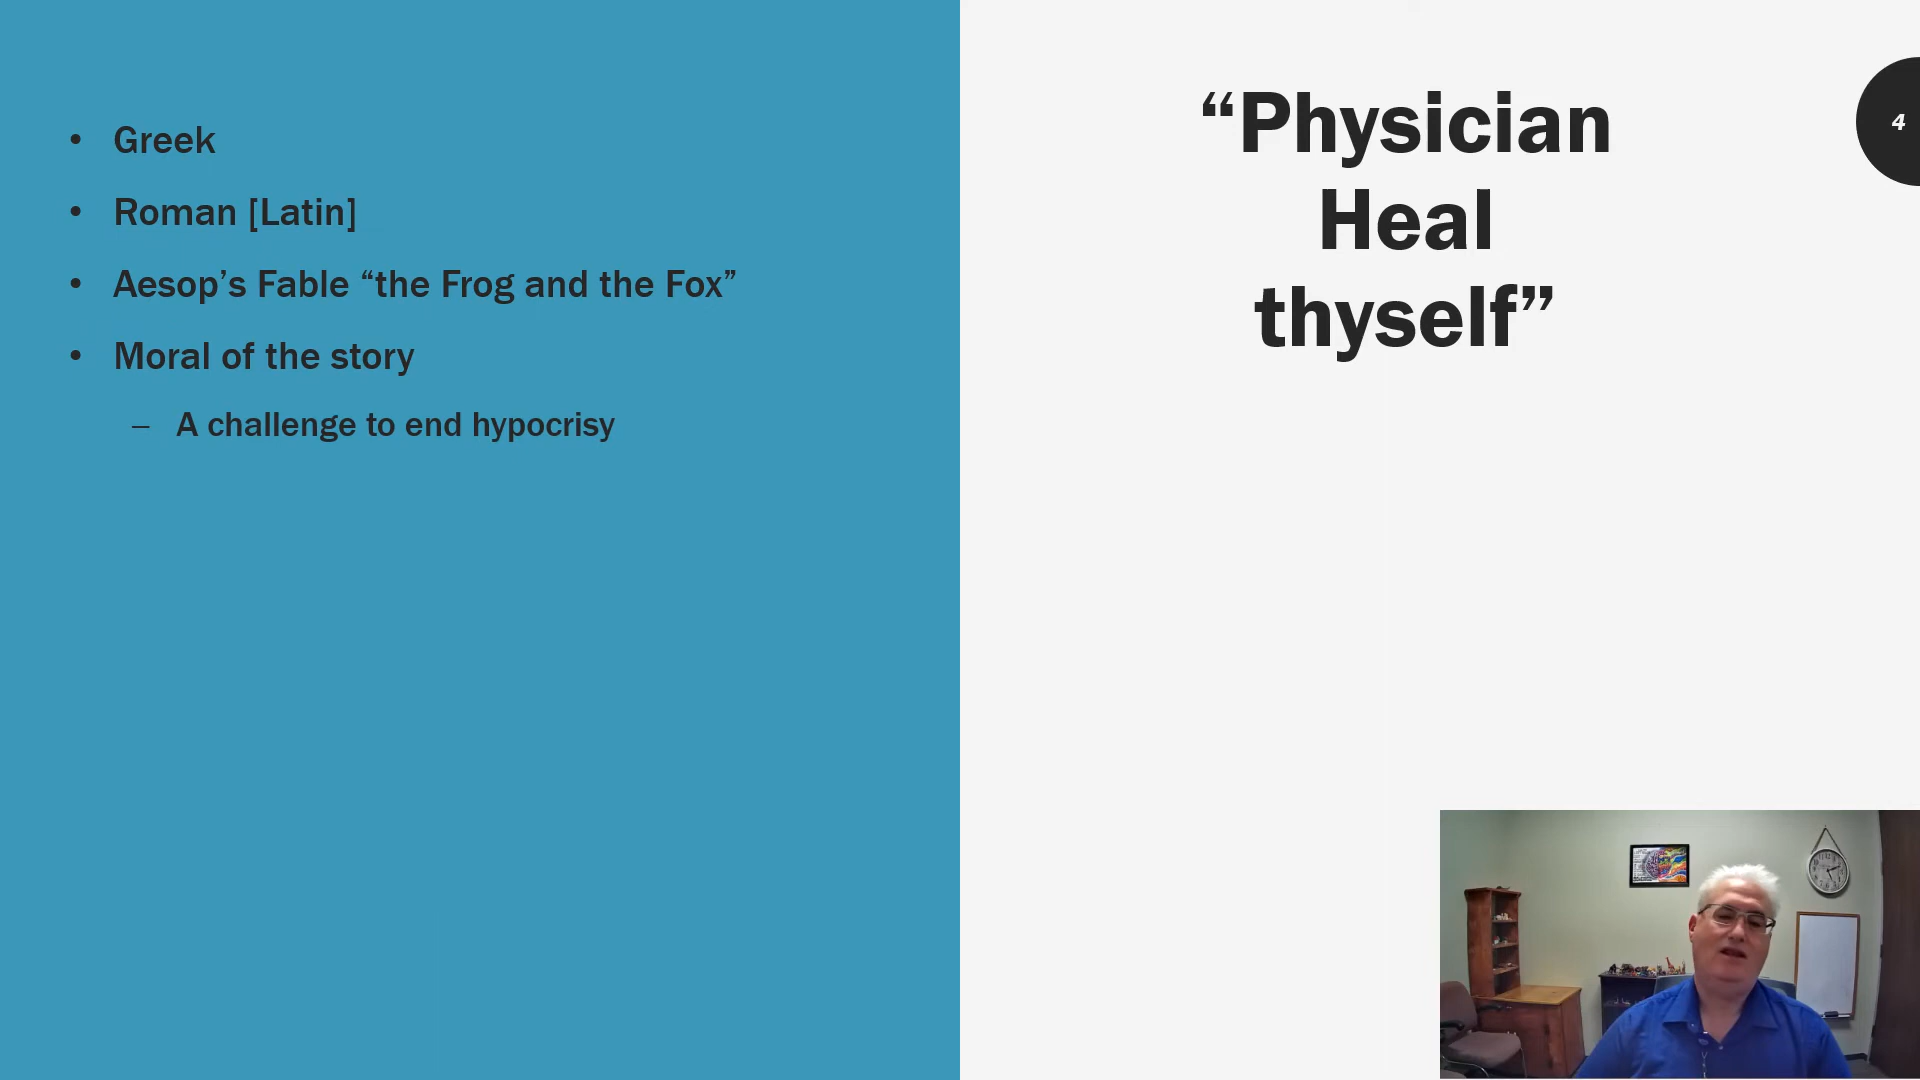 • Greek
• Roman [Latin]
• Aesop’s Fable “the Frog and the Fox”
• Moral of the story
– A challenge to end hypocrisy
“Physician
Heal
thyself”
4